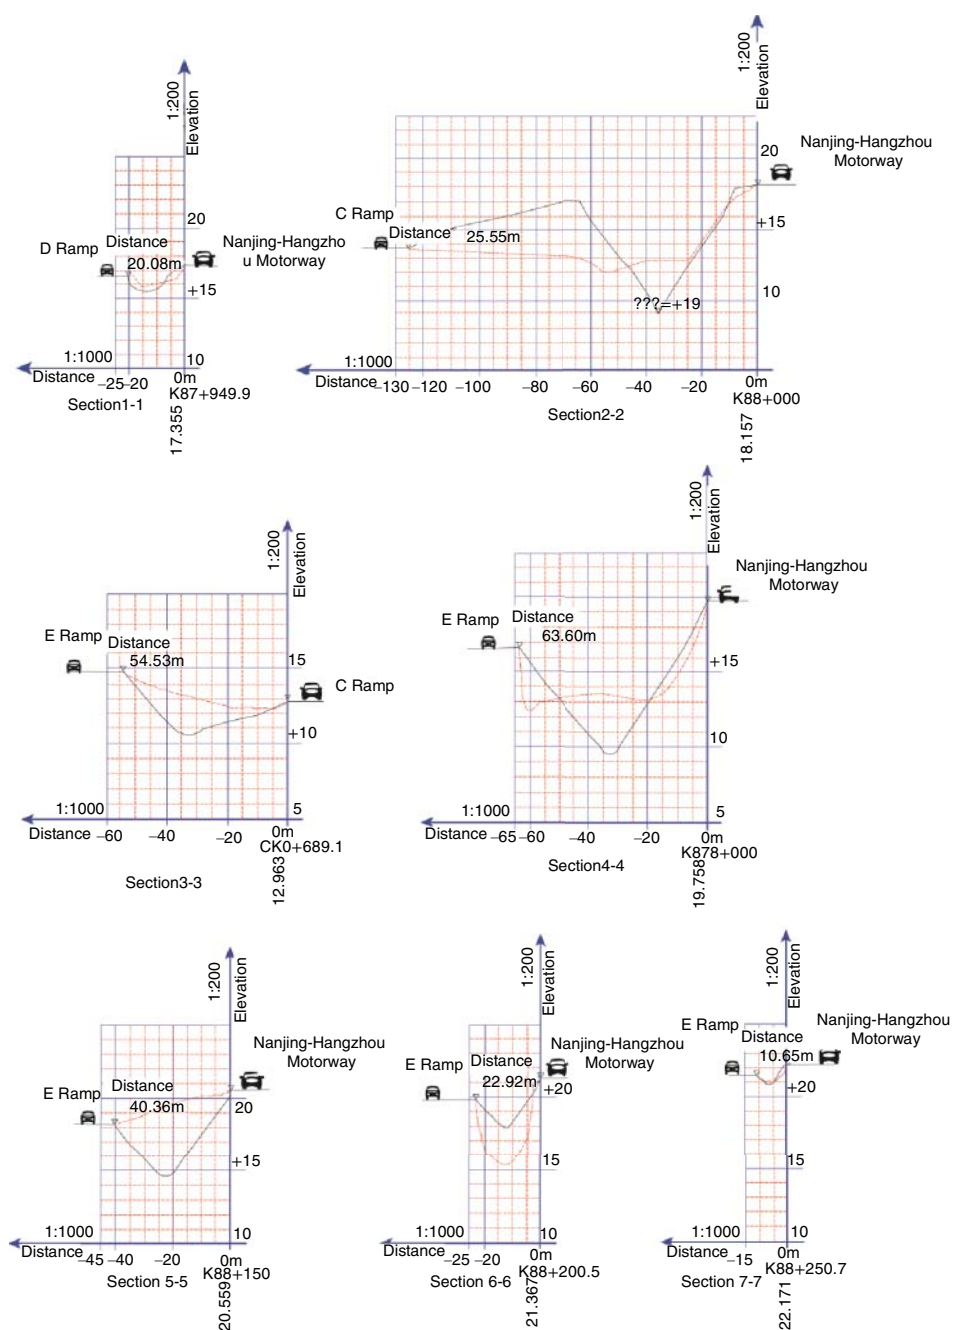 1:200
Elevation
20
D Ramp
Distance
20.08m
Nanjing-Hangzho
u Motorway
+15
1:1000
10
Distance
−25−20
0m
K87+949.9
Section1-1
17.355
1:200
Elevation
20
Nanjing-Hangzhou
Motorway
C Ramp
Distance
25.55m
+15
10
???=+19
1:1000
Distance
−130 −120 −100 −80 −60 −40 −20 0m
K88+000
Section2-2
18.157
1:200
Elevation
E Ramp
Distance
54.53m
15
C Ramp
+10
1:1000
5
Distance
−60 −40 −20 0m
CK0+689.1
Section3-3
12.963
1:200
Elevation
Nanjing-Hangzhou
Motorway
E Ramp
Distance
63.60m
+15
10
1:1000
5
Distance
−65−60 −40 −20 0m
K878+000
Section4-4
19.758
1:200
Elevation
Nanjing-Hangzhou
Motorway
E Ramp
Distance
40.36m
20
+15
1:1000
10
Distance
−45 −40 −20 0m
K88+150
Section 5-5
20.559
1:200
Elevation
Nanjing-Hangzhou
Motorway
E Ramp
Distance
22.92m
+20
15
1:1000
10
Distance
−25−20 0m
K88+200.5
Section 6-6
21.367
1:200
Elevation
Nanjing-Hangzhou
Motorway
E Ramp
Distance
10.65m
+20
15
1:1000
10
Distance
−15 0m
K88+250.7
Section 7-7
22.171